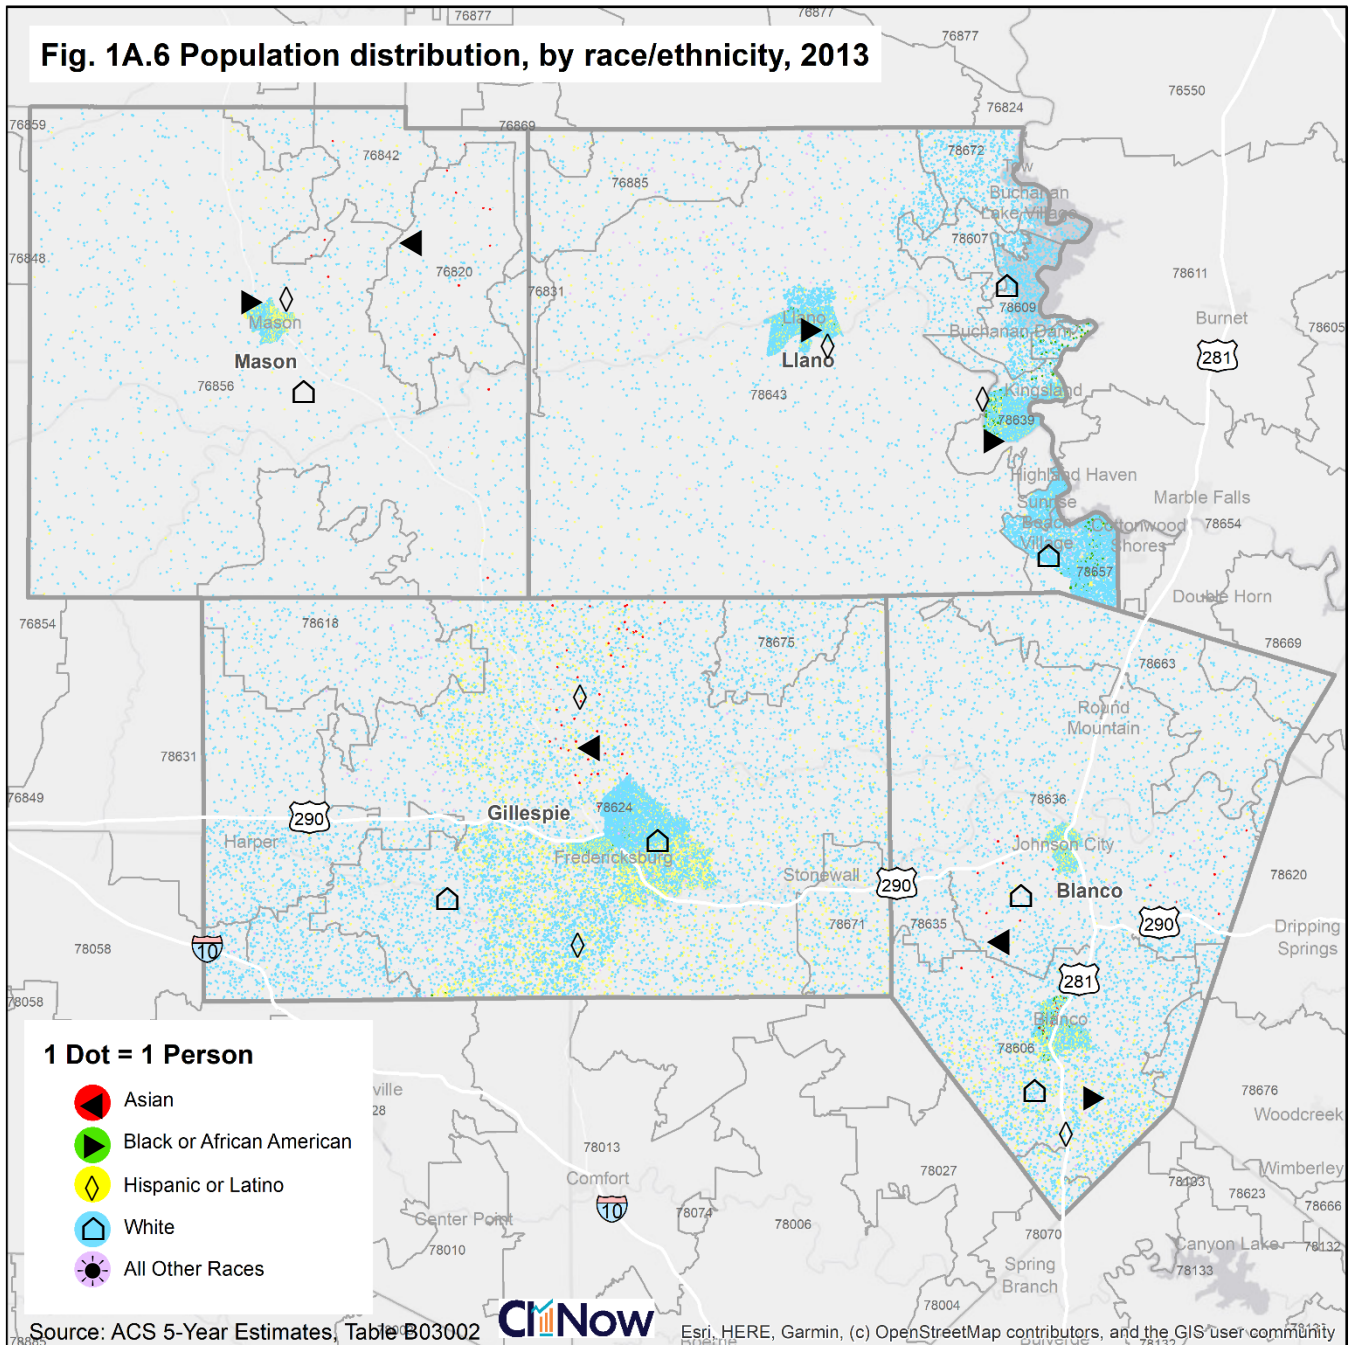 76877
76877
76877
Fig. 1A.6 Population distribution, by race/ethnicity, 2013
76550
76824
76859
76869
76842
78672
Tow
76885
Buchanan
Lake Village
78607
76848
76820
78611
76831
78609
Burnet
Mason
Llano
Buchanan Dam
78605
281
Mason
Llano
76856
78643
Kingsland
78639
Highland Haven
Sunrise
Beach
Village
Marble Falls
Cottonwood
Shores
78654
78657
Double Horn
76854
78618
78675
78669
78663
Round
Mountain
78631
76849
290
Gillespie
78624
78636
Harper
Fredericksburg
Johnson City
Stonewall
290
Blanco
78620
78671
78635
290
Dripping
Springs
78058
10
281
78058
Blanco
78606
1 Dot = 1 Person
Asian
Black or African American
Hispanic or Latino
White
All Other Races
ville
28
78676
Woodcreek
78013
Comfort
78027
Wimberley
78133
78623
78666
10
78074
Center Point
78006
78010
78070
Canyon Lake
78132
Spring
Branch
78133
78004
CINow
Source: ACS 5-Year Estimates, Table B03002
Esri, HERE, Garmin, (c) OpenStreetMap contributors, and the GIS user community